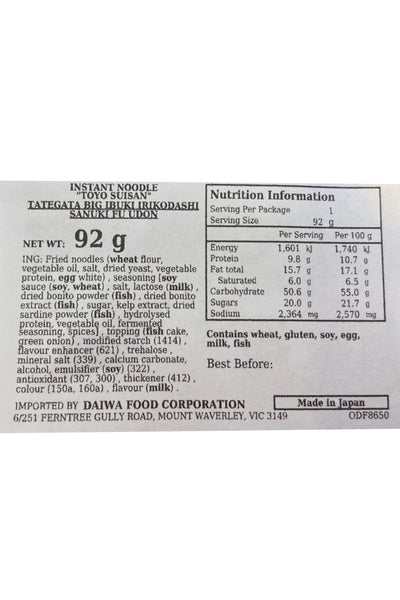 INSTANT NOODLE
"TOYO SUISAN"
TATEGATA BIG IBUKI IRIKODASHI
SANUKI FU UDON
NET WT: 92 g
ING: Fried noodles (wheat flour,
vegetable oil, salt, dried yeast, vegetable
protein, egg white) , seasoning [soy
sauce (soy, wheat) , salt, lactose (milk) ,
dried bonito powder (fish) , dried bonito
extract (fish) , sugar, kelp extract, dried
sardine powder (fish) , hydrolysed
protein, vegetable oil, fermented
seasoning, spices] , topping (fish cake,
green onion) , modified starch (1414) ,
flavour enhancer (621) , trehalose ,
mineral salt (339) , calcium carbonate,
alcohol, emulsifier (soy) (322) ,
antioxidant (307, 300) , thickener (412) ,
colour (150a, 160a) , flavour (milk) .
Nutrition Information
Serving Per Package 1
Serving Size 92 g
Per Serving Per 100 g
Energy 1,601 kJ 1,740 kJ
Protein 9.8 g 10.7 g
Fat total 15.7 g 17.1 g
Saturated 6.0 g 6.5 g
Carbohydrate 50.6 g 55.0 g
Sugars 20.0 g 21.7 g
Sodium 2,364 mg 2,570 mg
Contains wheat, gluten, soy, egg,
milk, fish
Best Before:
IMPORTED BY DAIWA FOOD CORPORATION Made in Japan
6/251 FERNTREE GULLY ROAD, MOUNT WAVERLEY, VIC 3149 ODF8650